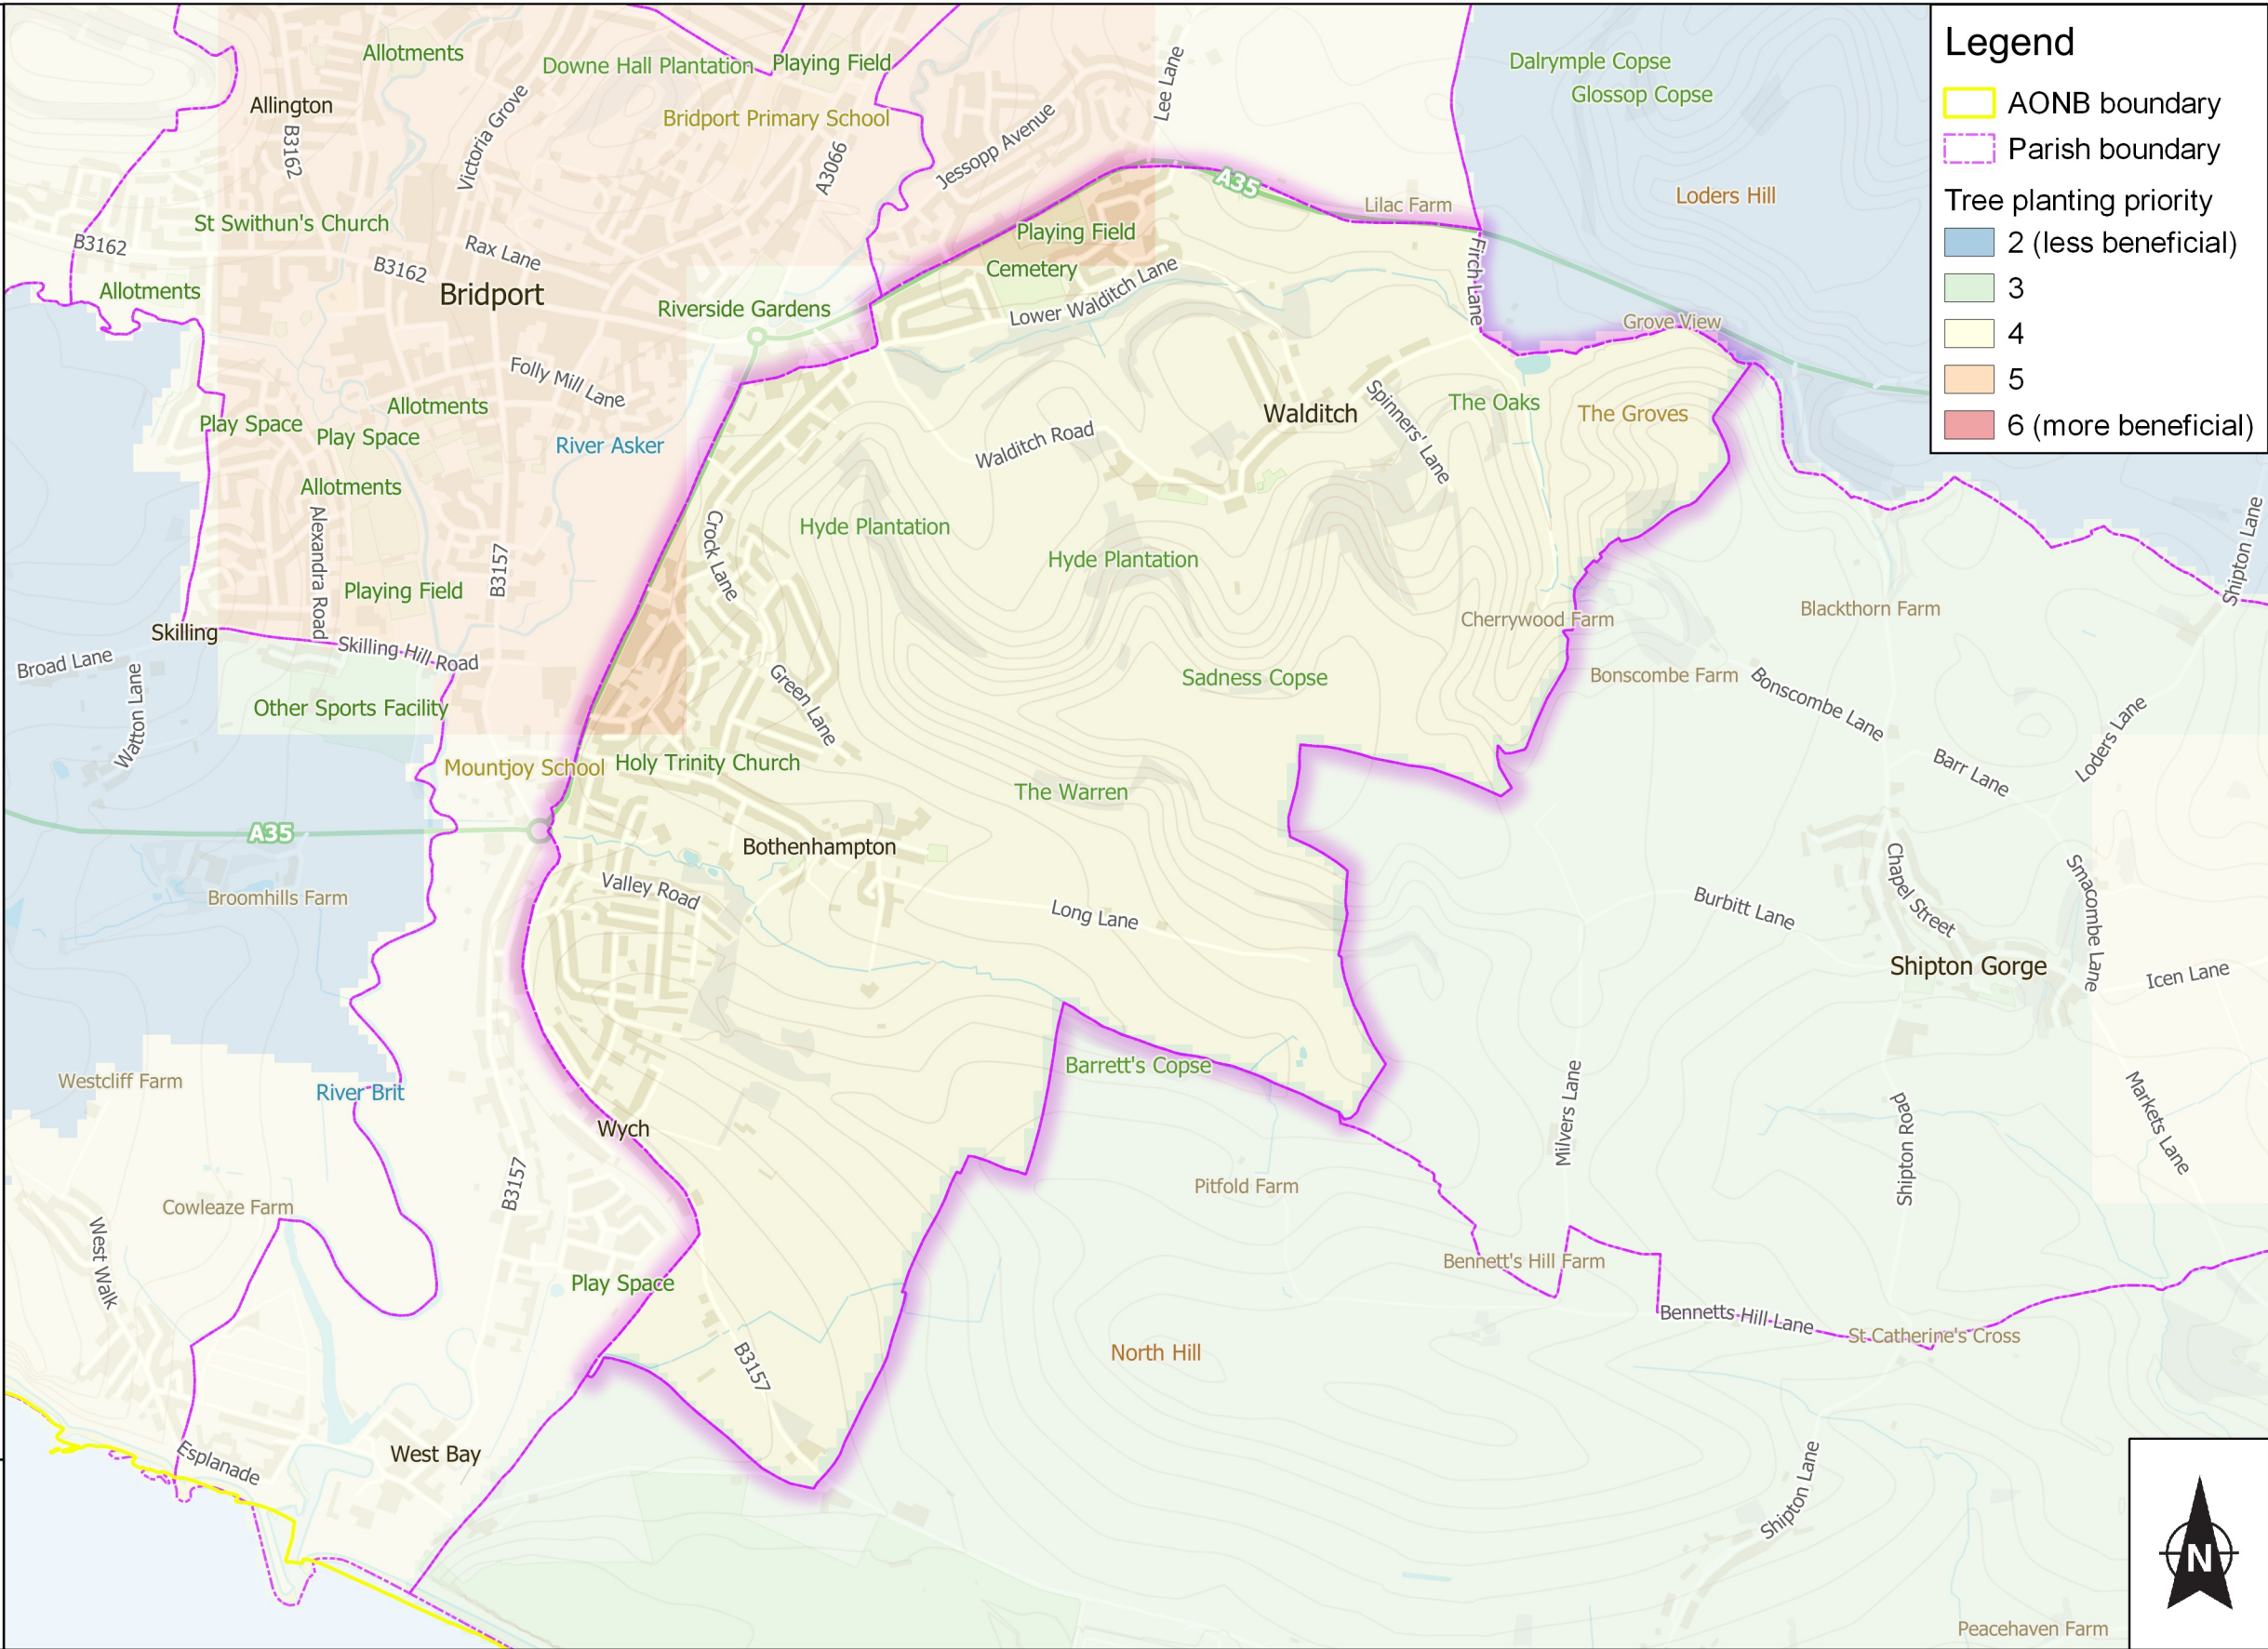 Legend
AONB boundary
Parish boundary
Tree planting priority
2 (less beneficial)
3
4
5
6 (more beneficial)
Allotments
Downe Hall Plantation
Playing Field
Lee Lane
Dalrymple Copse
Glossop Copse
Allington
B3162
Victoria Grove
Bridport Primary School
A3066
Jessopp Avenue
A35
Loders Hill
Lilac Farm
St Swithun's Church
B3162
Rax Lane
B3162
Playing Field
Cemetery
Lower Walditch Lane
Firch Lane
Allotments
Bridport
Riverside Gardens
Grove View
Folly Mill Lane
Play Space
Allotments
Play Space
River Asker
Walditch Road
Walditch
Spinners' Lane
The Oaks
The Groves
Allotments
Alexandra Road
B3157
Crock Lane
Hyde Plantation
Hyde Plantation
Shipton Lane
Playing Field
Cherrywood Farm
Blackthorn Farm
Skilling
Skilling Hill Road
Broad Lane
Watton Lane
Green Lane
Sadness Copse
Bonscombe Farm
Bonscombe Lane
Loders Lane
Other Sports Facility
Mountjoy School
Holy Trinity Church
The Warren
Barr Lane
A35
Bothenhampton
Broomhills Farm
Valley Road
Long Lane
Burbitt Lane
Chapel Street
Smacombe Lane
Shipton Gorge
Icen Lane
Westcliff Farm
River Brit
Barrett's Copse
Wych
Milvers Lane
Shipton Road
Markets Lane
B3157
Cowleaze Farm
West Walk
Pitfold Farm
Bennett's Hill Farm
Play Space
Bennetts Hill Lane
St Catherine's Cross
B3157
North Hill
Esplanade
West Bay
Shipton Lane
N
Peacehaven Farm